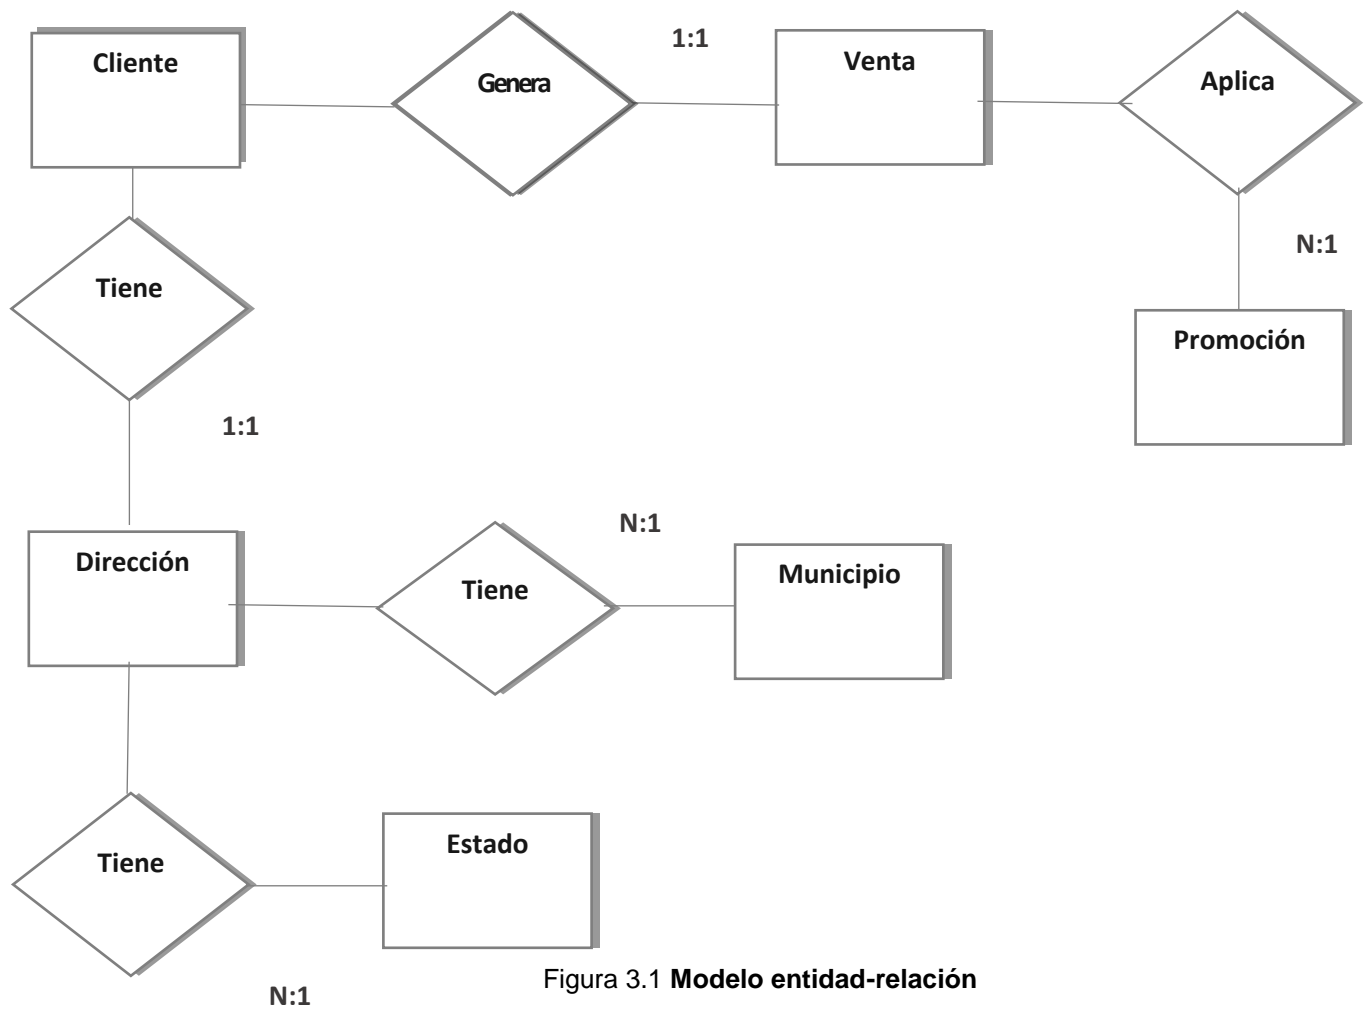 Cliente
Genera
1:1
Venta
Aplica
N:1
Tiene
Promoción
1:1
N:1
Dirección
Tiene
Municipio
Tiene
Estado
Figura 3.1 Modelo entidad-relación
N:1